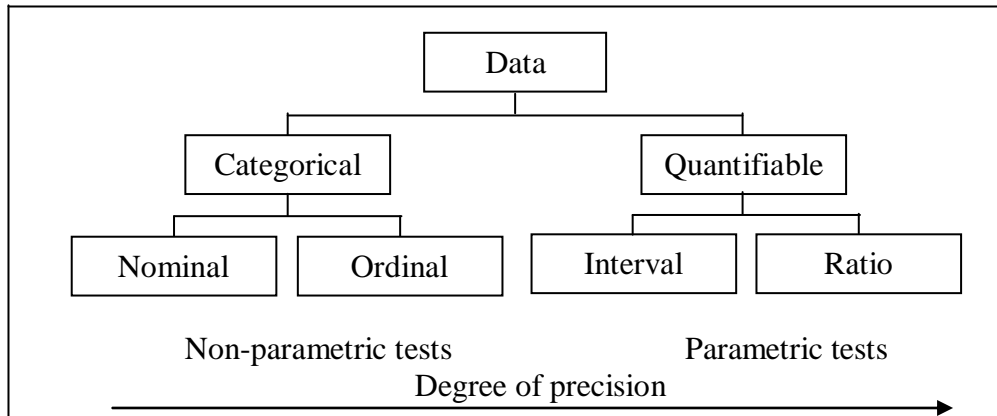 Data
Categorical Quantifiable
Nominal Ordinal Interval Ratio
Non-parametric tests Parametric tests
Degree of precision